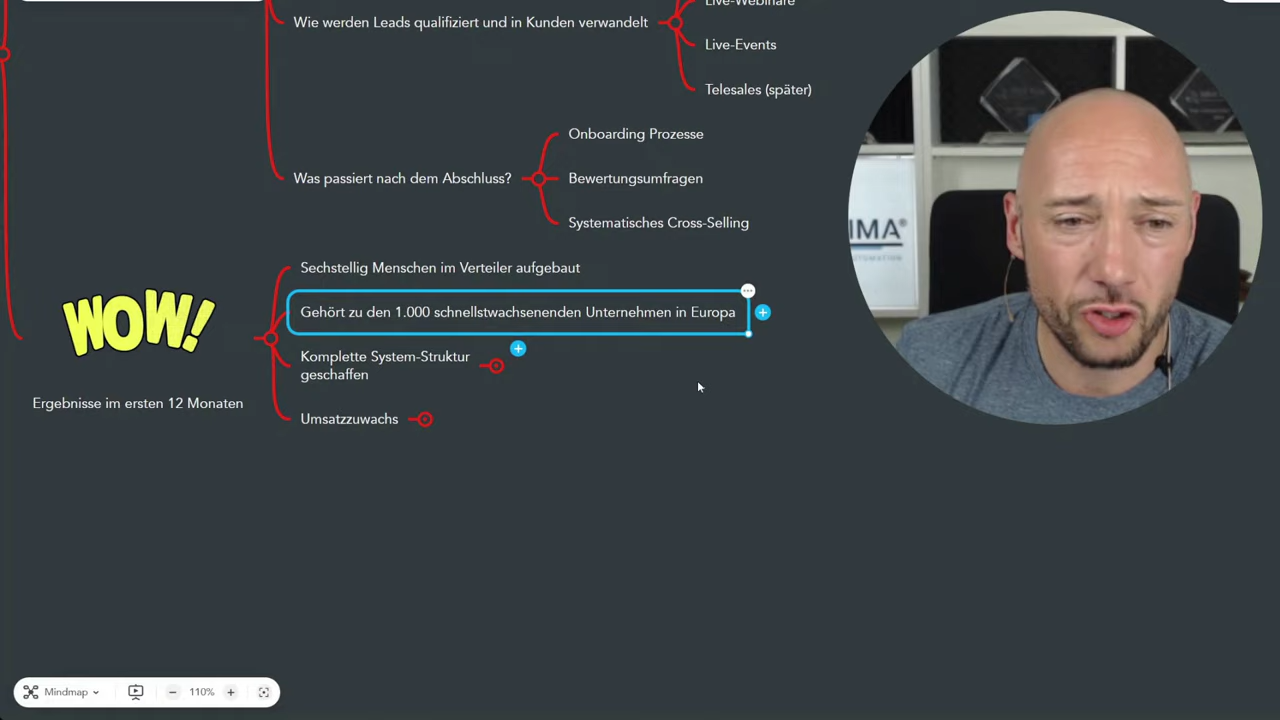 Live-Webinare
Wie werden Leads qualifiziert und in Kunden verwandelt
Live-Events
Telesales (später)
Onboarding Prozesse
Was passiert nach dem Abschluss?
Bewertungsumfragen
Systematisches Cross-Selling
IMA®
Sechstellig Menschen im Verteiler aufgebaut
WOW!
Gehört zu den 1.000 schnellstwachsenenden Unternehmen in Europa
Komplette System-Struktur
geschaffen
Ergebnisse im ersten 12 Monaten
Umsatzzuwachs
Mindmap
110%